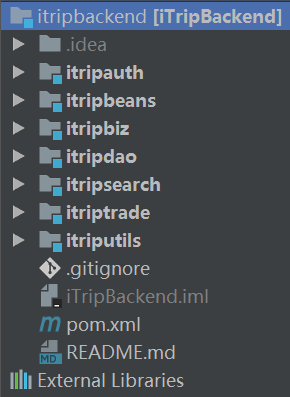 itripbackend [iTripBackend]
.idea
itripauth
itripbeans
itripbiz
itripdao
itripsearch
itriptrade
itriputils
.gitignore
iTripBackend.iml
pom.xml
README.md
External Libraries